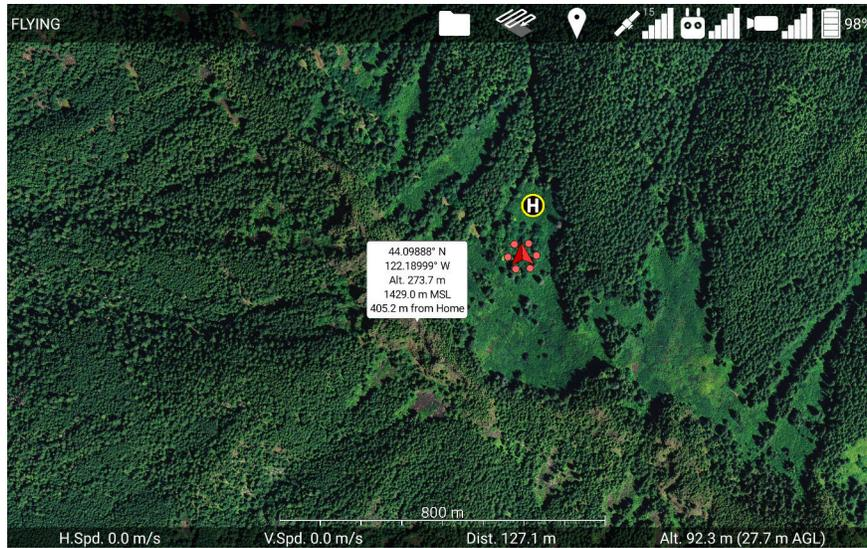 FLYING
15
98%
H
44.09888° N
122.18999° W
Alt. 273.7 m
1429.0 m MSL
405.2 m from Home
800 m
H.Spd. 0.0 m/s V.Spd. 0.0 m/s Dist. 127.1 m Alt. 92.3 m (27.7 m AGL)